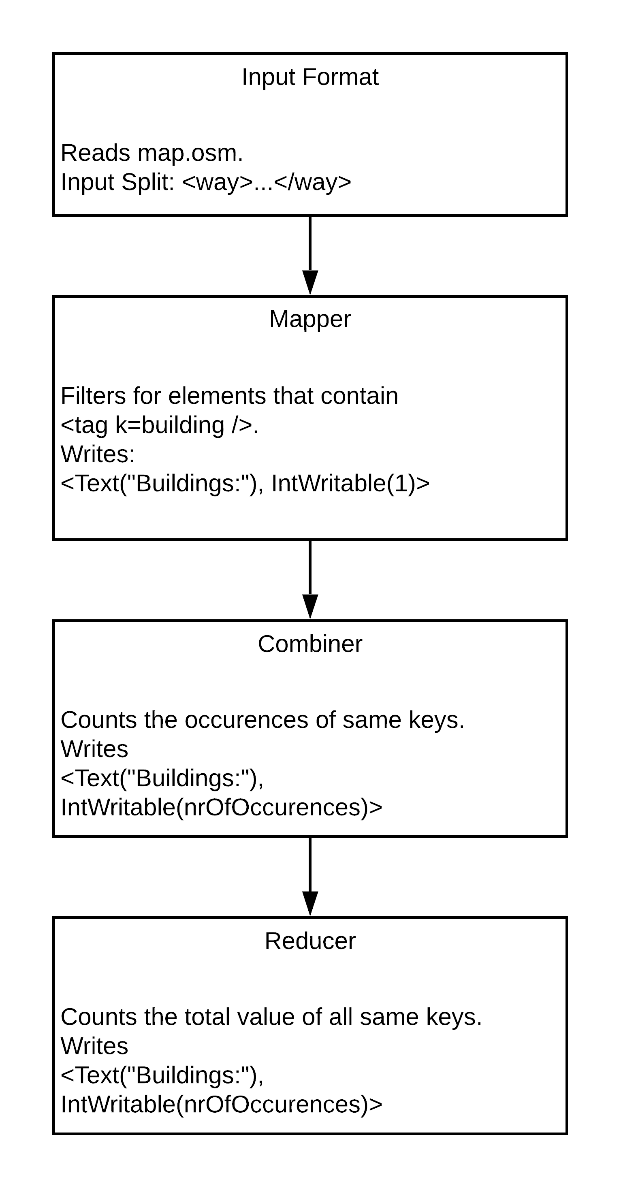 Input Format
Reads map.osm.
Input Split: <way>...</way>
Mapper
Filters for elements that contain
<tag k=building />.
Writes:
<Text("Buildings:"), IntWritable(1)>
Combiner
Counts the occurences of same keys.
Writes
<Text("Buildings:"),
IntWritable(nrOfOccurences)>
Reducer
Counts the total value of all same keys.
Writes
<Text("Buildings:"),
IntWritable(nrOfOccurences)>